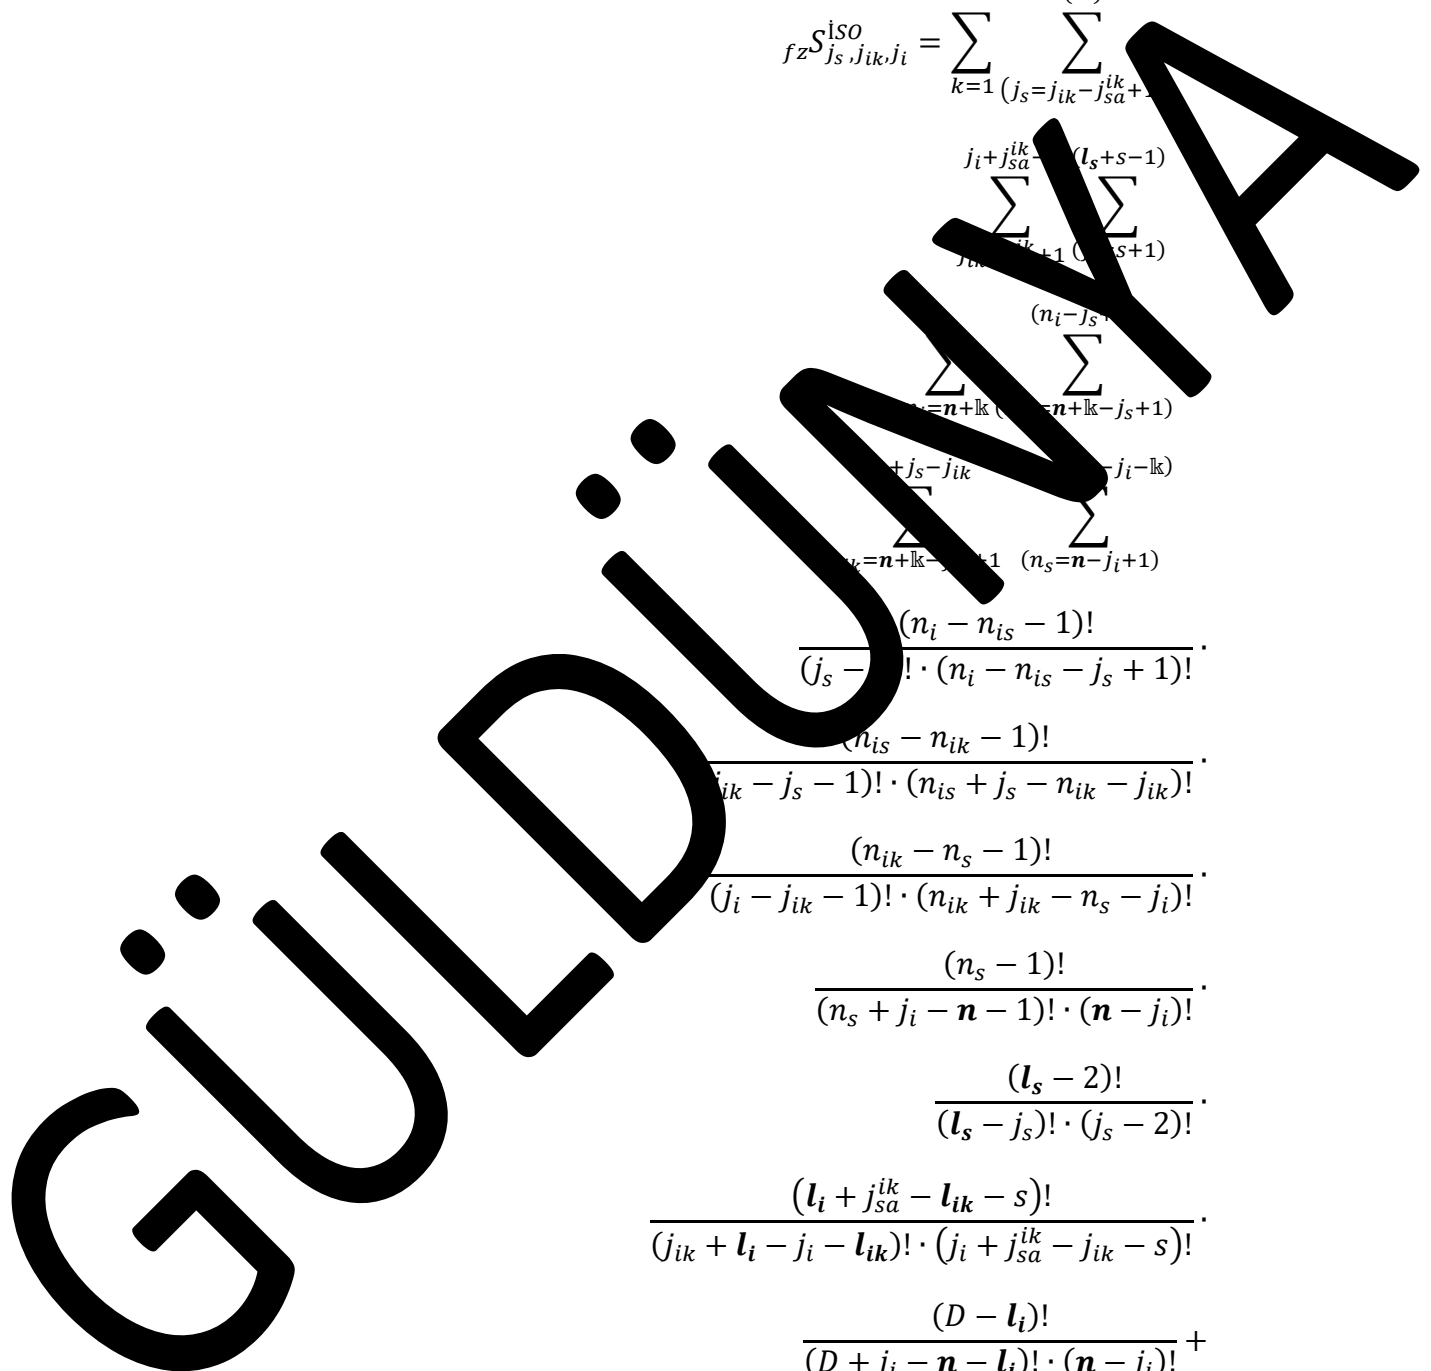 fzS^{İSO}_{j_s,j_{ik},j_i} = ∑_{k=1} ∑_{(j_s=j_{ik}-j_{sa}^{ik}+
∑^{j_i+j_{sa}^{ik}-} ∑^{(l_s+s-1)} +1 s+1)
∑_{=n+𝕜} ∑^{(n_i-j_s+}_{=n+𝕜-j_s+1)}
∑^{+j_s-j_{ik}}_{=n+𝕜-} ∑^{-j_i-𝕜)}_{(n_s=n-j_i+1)}
(n_i - n_{is} - 1)!
(j_s - ! · (n_i - n_{is} - j_s + 1)! ·
(n_{is} - n_{ik} - 1)!
j_{ik} - j_s - 1)! · (n_{is} + j_s - n_{ik} - j_{ik})! ·
(n_{ik} - n_s - 1)!
(j_i - j_{ik} - 1)! · (n_{ik} + j_{ik} - n_s - j_i)! ·
(n_s - 1)!
(n_s + j_i - n - 1)! · (n - j_i)! ·
(l_s - 2)!
(l_s - j_s)! · (j_s - 2)! ·
(l_i + j_{sa}^{ik} - l_{ik} - s)!
(j_{ik} + l_i - j_i - l_{ik})! · (j_i + j_{sa}^{ik} - j_{ik} - s)! ·
(D - l_i)!
(D + j_i - n - l_i)! · (n - j_i)! +
GÜLDÜNYA